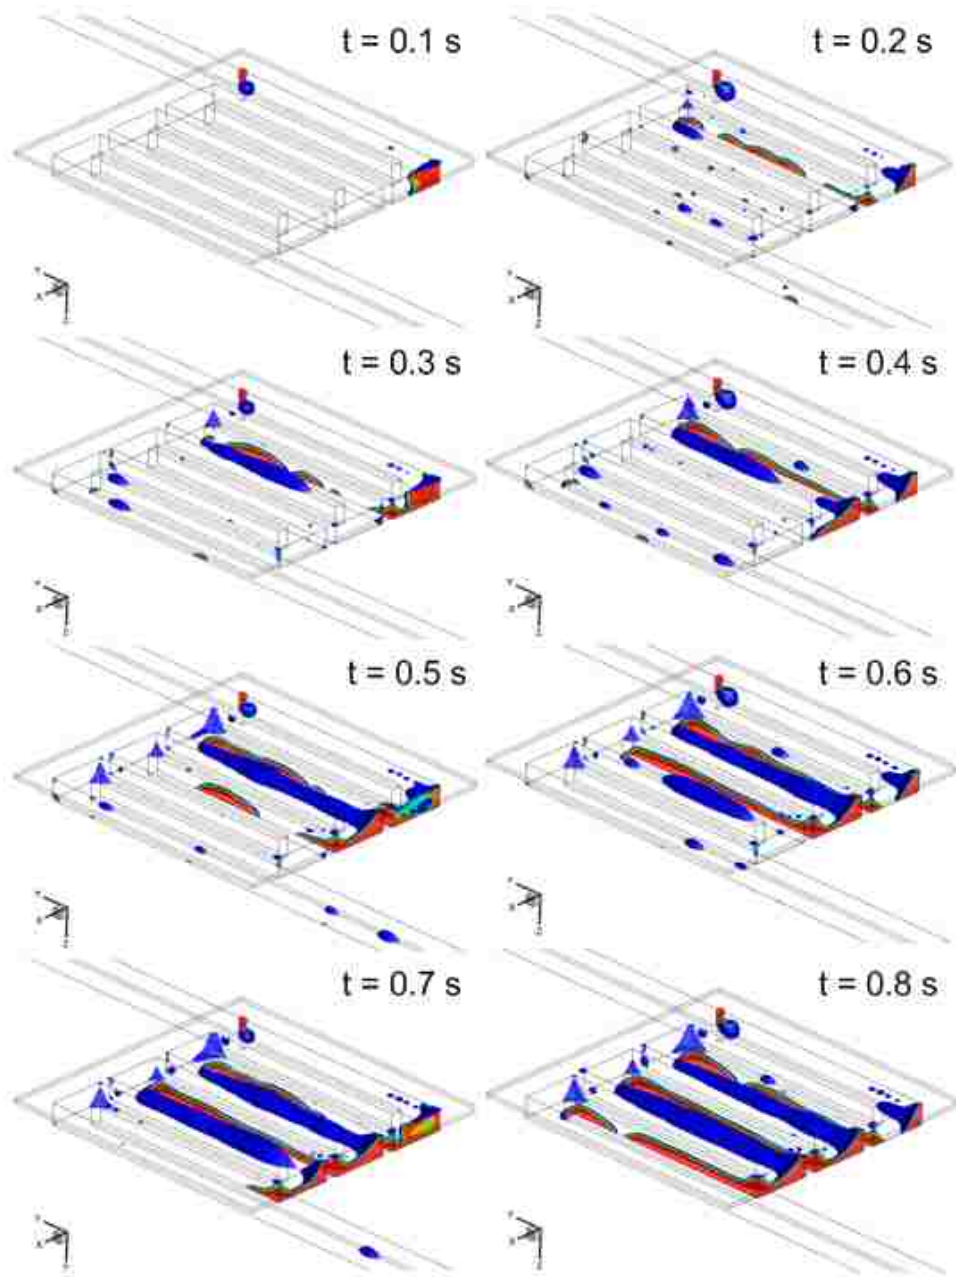 t = 0.1 s
t = 0.2 s
t = 0.3 s
t = 0.4 s
t = 0.5 s
t = 0.6 s
t = 0.7 s
t = 0.8 s